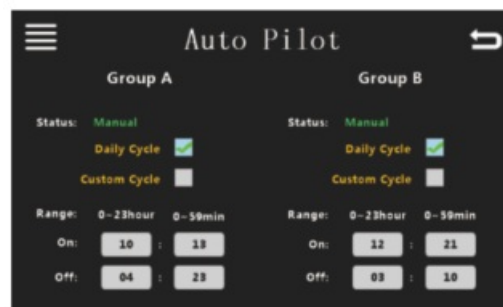 Auto Pilot
Group A Group B
Status: Manual Status: Manual
Daily Cycle Daily Cycle
Custom Cycle Custom Cycle
Range: 0~23hour 0~59min Range: 0~23hour 0~59min
On: 10 : 13 On: 12 : 21
Off: 04 : 23 Off: 03 : 10